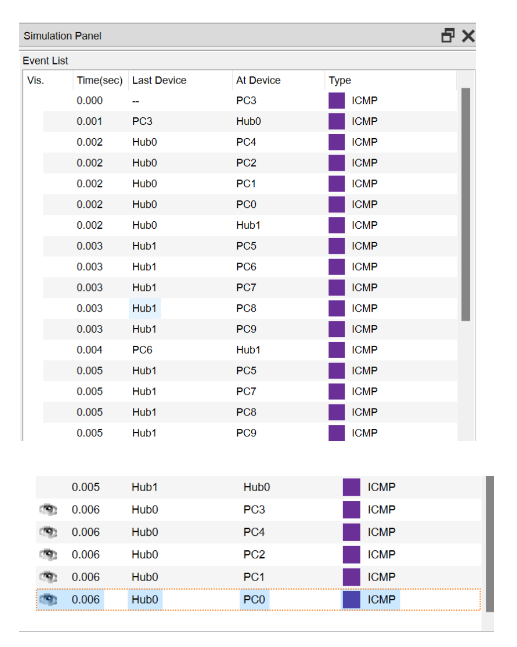 Simulation Panel
Event List
Vis. Time(sec) Last Device At Device Type
0.000 -- PC3 ICMP
0.001 PC3 Hub0 ICMP
0.002 Hub0 PC4 ICMP
0.002 Hub0 PC2 ICMP
0.002 Hub0 PC1 ICMP
0.002 Hub0 PC0 ICMP
0.002 Hub0 Hub1 ICMP
0.003 Hub1 PC5 ICMP
0.003 Hub1 PC6 ICMP
0.003 Hub1 PC7 ICMP
0.003 Hub1 PC8 ICMP
0.003 Hub1 PC9 ICMP
0.004 PC6 Hub1 ICMP
0.005 Hub1 PC5 ICMP
0.005 Hub1 PC7 ICMP
0.005 Hub1 PC8 ICMP
0.005 Hub1 PC9 ICMP
0.005 Hub1 Hub0 ICMP
0.006 Hub0 PC3 ICMP
0.006 Hub0 PC4 ICMP
0.006 Hub0 PC2 ICMP
0.006 Hub0 PC1 ICMP
0.006 Hub0 PC0 ICMP